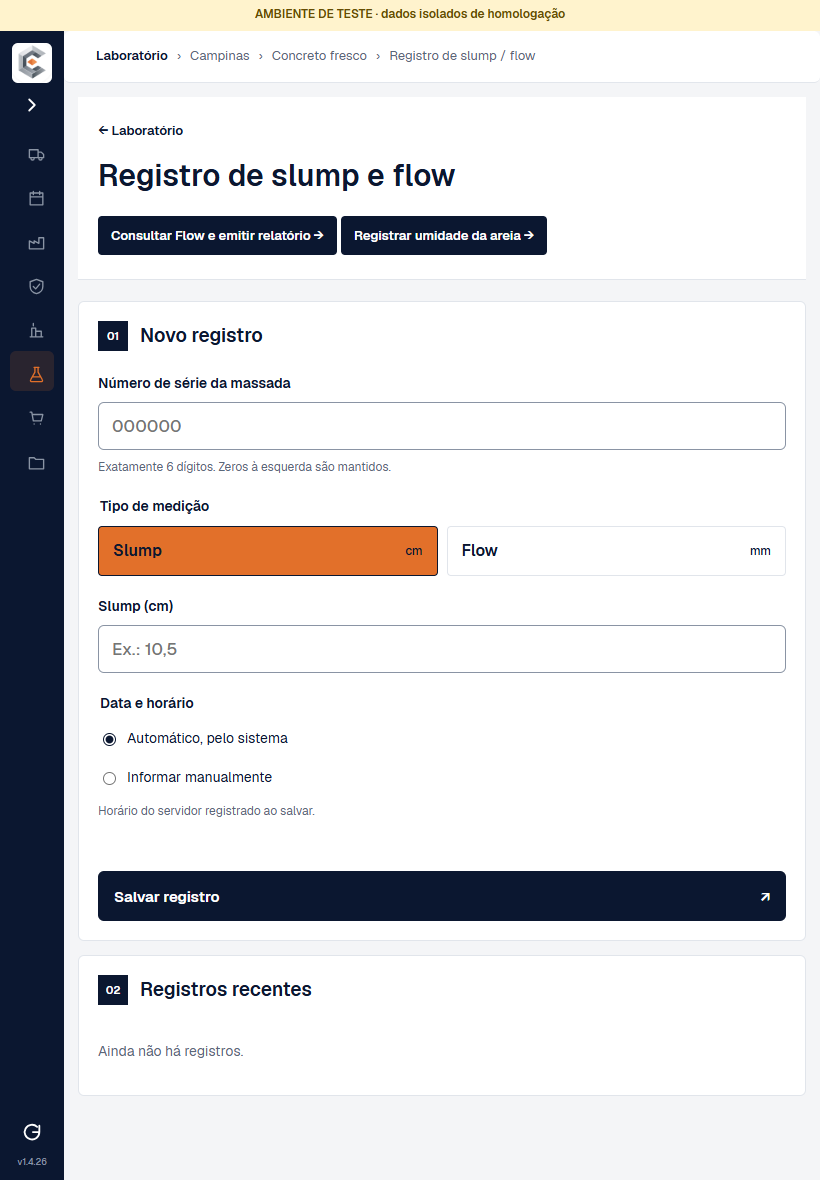 AMBIENTE DE TESTE · dados isolados de homologação
Laboratório › Campinas › Concreto fresco › Registro de slump / flow
← Laboratório
Registro de slump e flow
Consultar Flow e emitir relatório → Registrar umidade da areia →
01 Novo registro
Número de série da massada
000000
Exatamente 6 dígitos. Zeros à esquerda são mantidos.
Tipo de medição
Slump cm Flow mm
Slump (cm)
Ex.: 10,5
Data e horário
Automático, pelo sistema
Informar manualmente
Horário do servidor registrado ao salvar.
Salvar registro
02 Registros recentes
Ainda não há registros.
v1.4.26